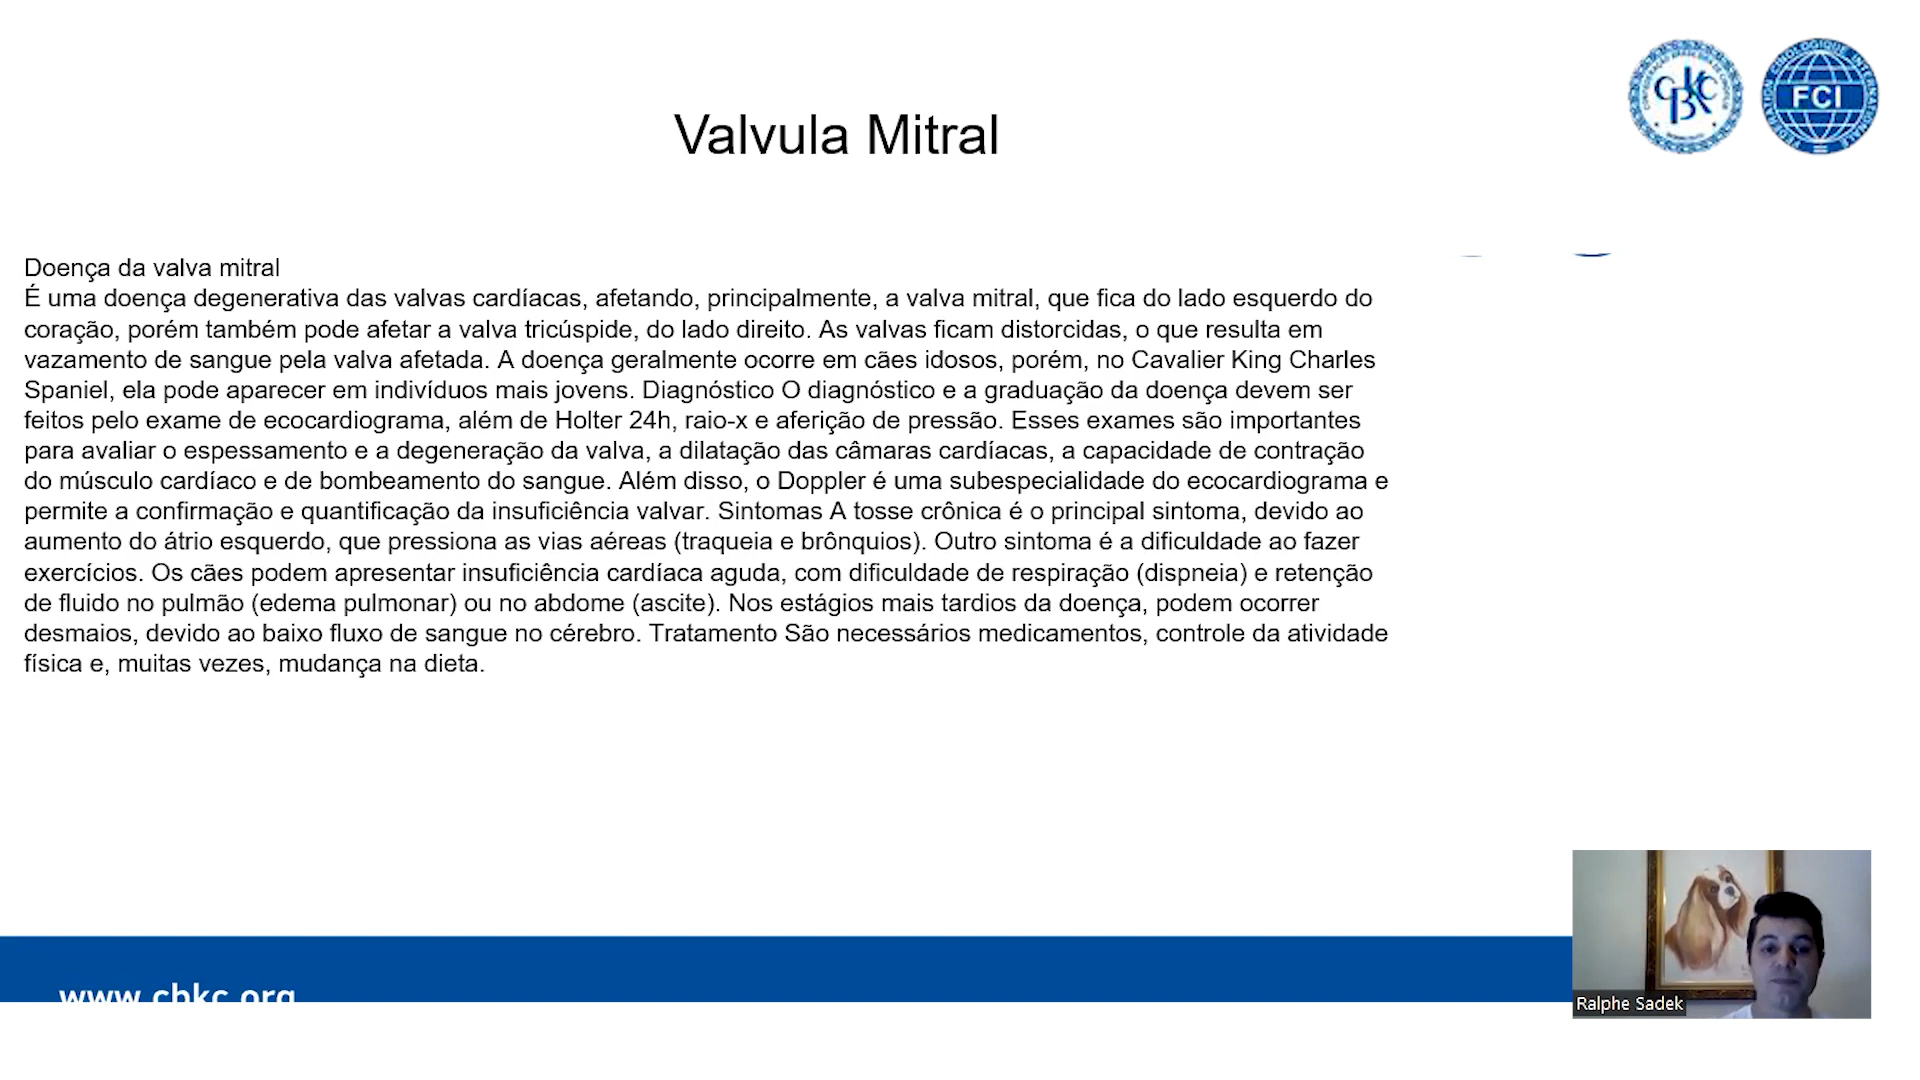 Valvula Mitral
CBKC
FEDERATION CYNOLOGIQUE INTERNATIONALE
FCI
Doença da valva mitral
É uma doença degenerativa das valvas cardíacas, afetando, principalmente, a valva mitral, que fica do lado esquerdo do
coração, porém também pode afetar a valva tricúspide, do lado direito. As valvas ficam distorcidas, o que resulta em
vazamento de sangue pela valva afetada. A doença geralmente ocorre em cães idosos, porém, no Cavalier King Charles
Spaniel, ela pode aparecer em indivíduos mais jovens. Diagnóstico O diagnóstico e a graduação da doença devem ser
feitos pelo exame de ecocardiograma, além de Holter 24h, raio-x e aferição de pressão. Esses exames são importantes
para avaliar o espessamento e a degeneração da valva, a dilatação das câmaras cardíacas, a capacidade de contração
do músculo cardíaco e de bombeamento do sangue. Além disso, o Doppler é uma subespecialidade do ecocardiograma e
permite a confirmação e quantificação da insuficiência valvar. Sintomas A tosse crônica é o principal sintoma, devido ao
aumento do átrio esquerdo, que pressiona as vias aéreas (traqueia e brônquios). Outro sintoma é a dificuldade ao fazer
exercícios. Os cães podem apresentar insuficiência cardíaca aguda, com dificuldade de respiração (dispneia) e retenção
de fluido no pulmão (edema pulmonar) ou no abdome (ascite). Nos estágios mais tardios da doença, podem ocorrer
desmaios, devido ao baixo fluxo de sangue no cérebro. Tratamento São necessários medicamentos, controle da atividade
física e, muitas vezes, mudança na dieta.
www.cbkc.org
Ralphe Sadek